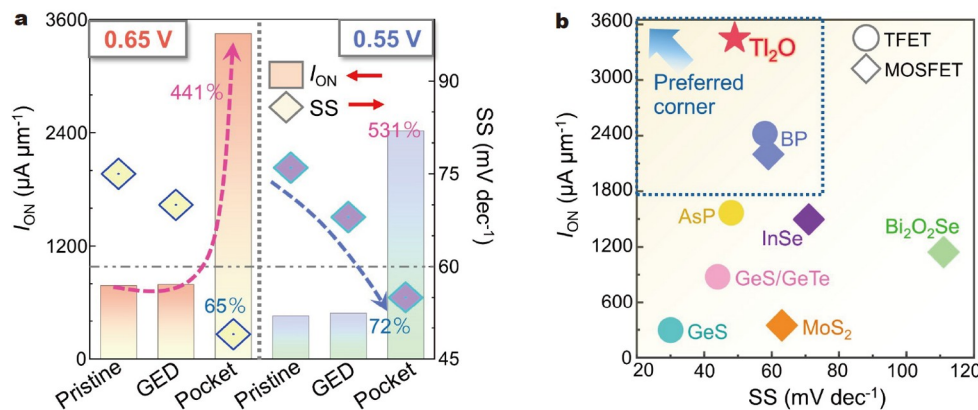 a
0.65 V
0.55 V
I_ON
SS
441%
531%
65%
72%
3600
2400
1200
0
I_ON (μA μm⁻¹)
90
75
60
45
SS (mV dec⁻¹)
Pristine
GED
Pocket
Pristine
GED
Pocket
b
Tl₂O
TFET
MOSFET
Preferred
corner
BP
AsP
InSe
Bi₂O₂Se
GeS/GeTe
GeS
MoS₂
3600
3000
2400
1800
1200
600
0
I_ON (μA μm⁻¹)
20
40
60
80
100
120
SS (mV dec⁻¹)